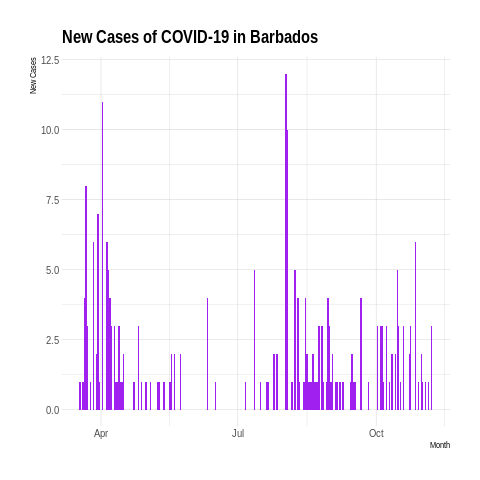 New Cases of COVID-19 in Barbados
New Cases
12.5
10.0
7.5
5.0
2.5
0.0
Apr
Jul
Oct
Month